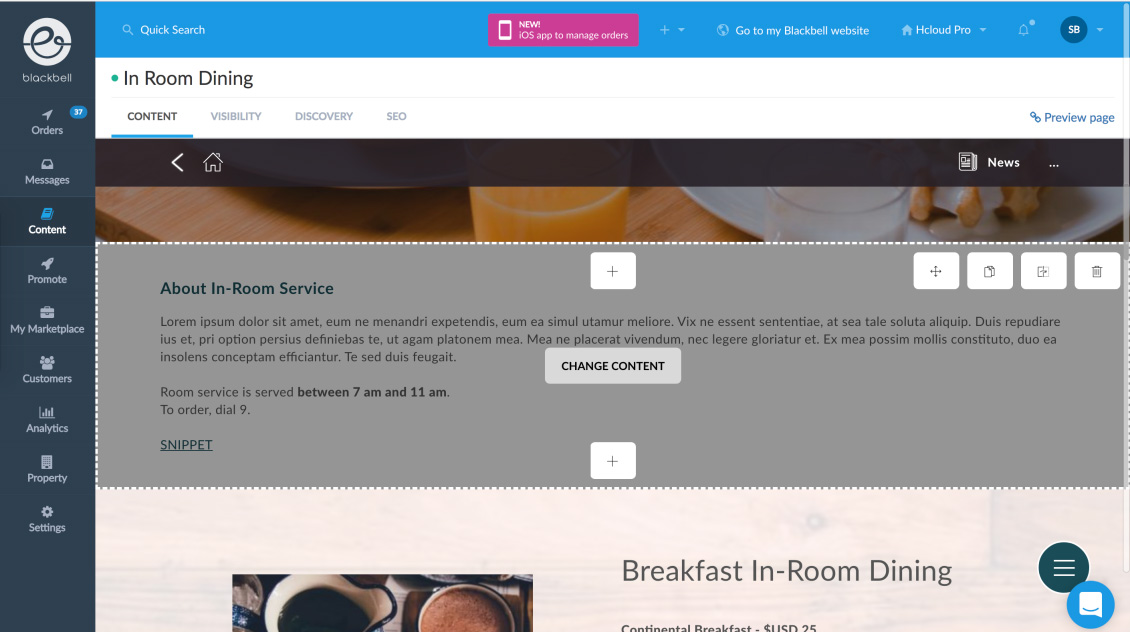 blackbell
Quick Search
NEW!
iOS app to manage orders
Go to my Blackbell website
Hcloud Pro
SB
In Room Dining
CONTENT
VISIBILITY
DISCOVERY
SEO
Preview page
37
Orders
Messages
Content
Promote
My Marketplace
Customers
Analytics
Property
Settings
News
...
About In-Room Service
Lorem ipsum dolor sit amet, eum ne menandri expetendis, eum ea simul utamur meliore. Vix ne essent sententiae, at sea tale soluta aliquip. Duis repudiare
ius et, pri option persius definiebas te, ut agam platonem mea. Mea ne placerat vivendum, nec legere gloriatur et. Ex mea possim mollis constituto, duo ea
insolens conceptam efficiantur. Te sed duis feugait.
CHANGE CONTENT
Room service is served between 7 am and 11 am.
To order, dial 9.
SNIPPET
Breakfast In-Room Dining
Continental Breakfast - $USD 25